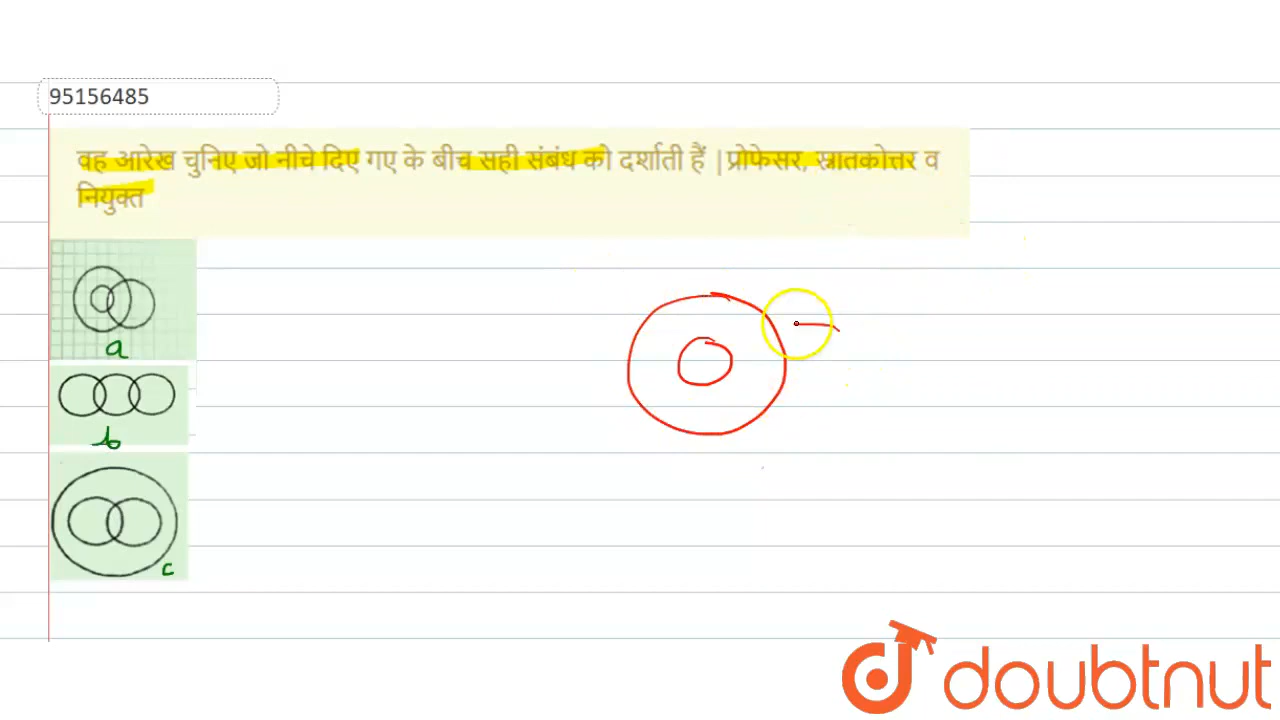 95156485
वह आरेख चुनिए जो नीचे दिए गए के बीच सही संबंध को दर्शाती हैं |प्रोफेसर, स्नातकोत्तर व
नियुक्त
a
b
c
doubtnut